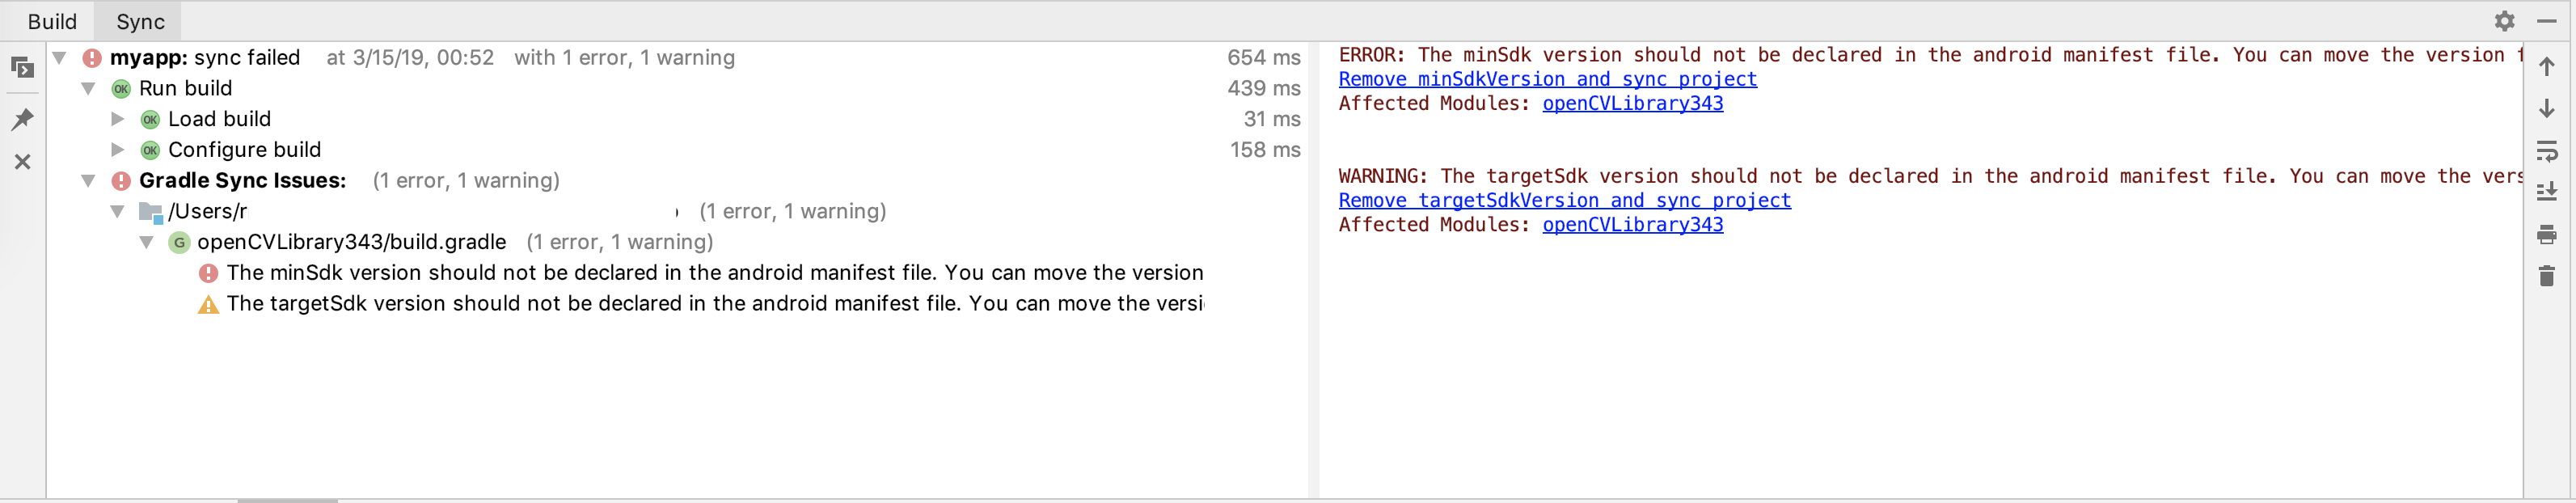 Build Sync
myapp: sync failed at 3/15/19, 00:52 with 1 error, 1 warning 654 ms
Run build 439 ms
OK Load build 31 ms
OK Configure build 158 ms
Gradle Sync Issues: (1 error, 1 warning)
/Users/r (1 error, 1 warning)
G openCVLibrary343/build.gradle (1 error, 1 warning)
The minSdk version should not be declared in the android manifest file. You can move the version
The targetSdk version should not be declared in the android manifest file. You can move the versi
ERROR: The minSdk version should not be declared in the android manifest file. You can move the version f
Remove minSdkVersion and sync project
Affected Modules: openCVLibrary343
WARNING: The targetSdk version should not be declared in the android manifest file. You can move the vers
Remove targetSdkVersion and sync project
Affected Modules: openCVLibrary343